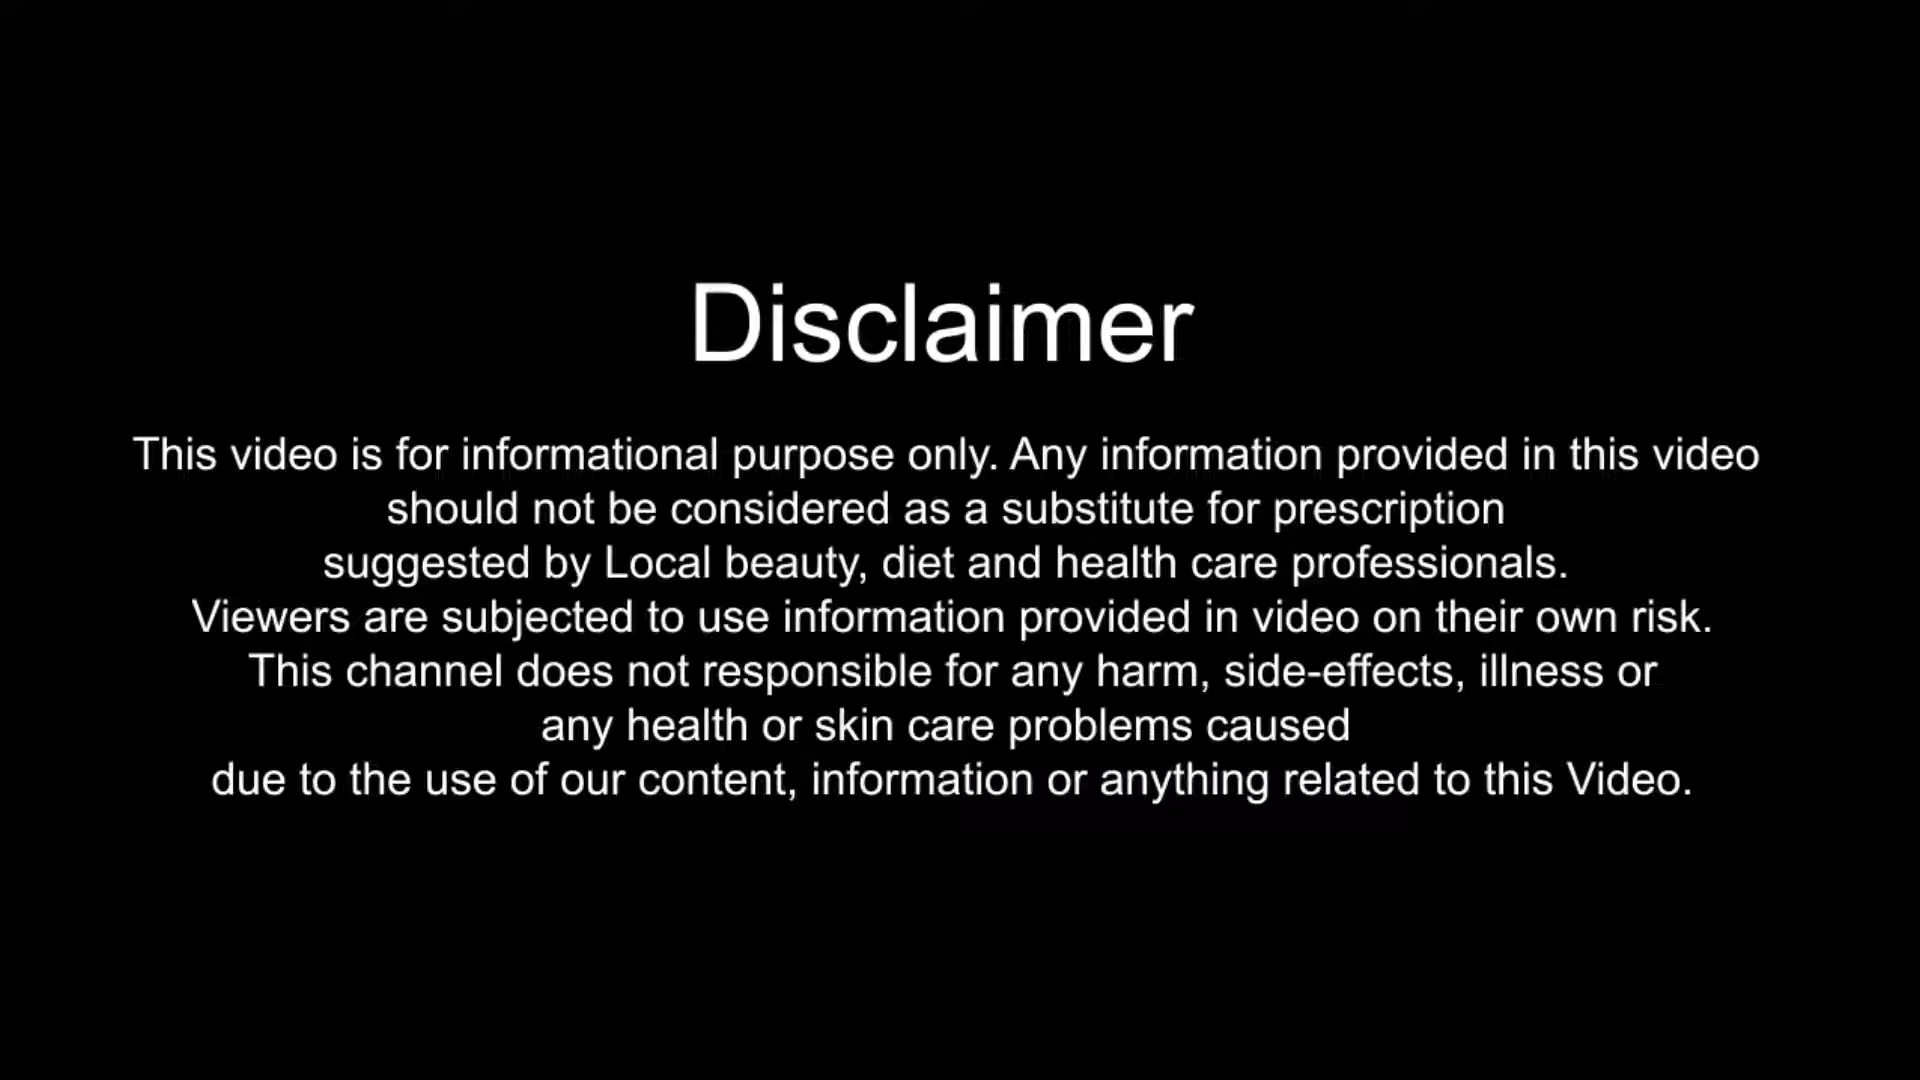 Disclaimer
This video is for informational purpose only. Any information provided in this video
should not be considered as a substitute for prescription
suggested by Local beauty, diet and health care professionals.
Viewers are subjected to use information provided in video on their own risk.
This channel does not responsible for any harm, side-effects, illness or
any health or skin care problems caused
due to the use of our content, information or anything related to this Video.